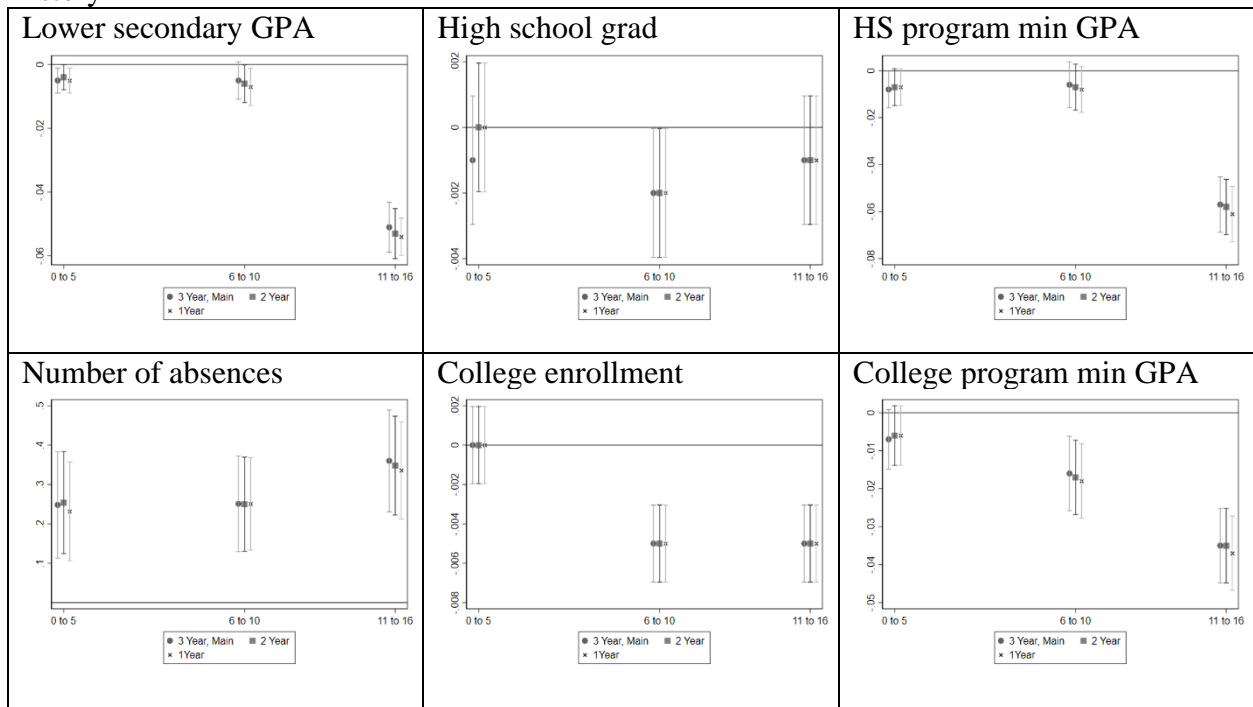 Lower secondary GPA
0
-.02
-.04
-.06
0 to 5 6 to 10 11 to 16
3 Year, Main 2 Year
1Year
High school grad
.002
0
-.002
-.004
0 to 5 6 to 10 11 to 16
3 Year, Main 2 Year
1Year
HS program min GPA
0
-.02
-.04
-.06
-.08
0 to 5 6 to 10 11 to 16
3 Year, Main 2 Year
1Year
Number of absences
.5
.4
.3
.2
.1
0 to 5 6 to 10 11 to 16
3 Year, Main 2 Year
1Year
College enrollment
.002
0
-.002
-.004
-.006
-.008
0 to 5 6 to 10 11 to 16
3 Year, Main 2 Year
1Year
College program min GPA
0
-.01
-.02
-.03
-.04
-.05
0 to 5 6 to 10 11 to 16
3 Year, Main 2 Year
1Year